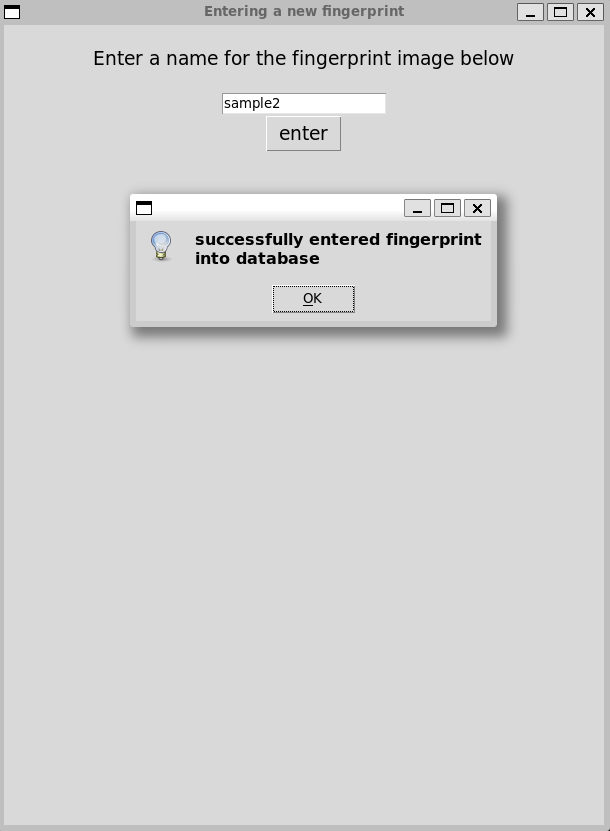 Entering a new fingerprint
Enter a name for the fingerprint image below
sample2
enter
successfully entered fingerprint
into database
OK